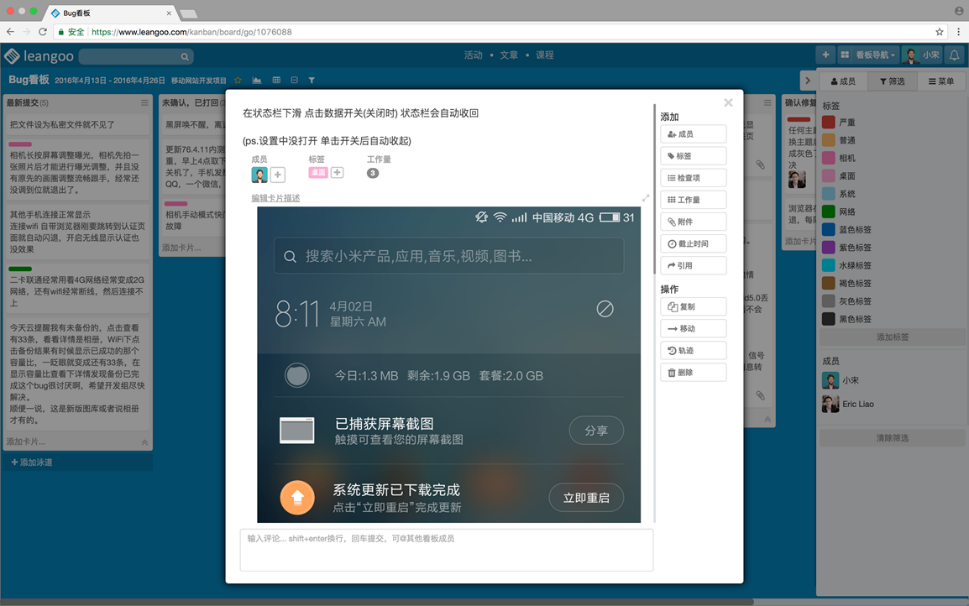 Bug看板
安全 https://www.leangoo.com/kanban/board/go/1076088
leangoo
活动 • 文章 • 课程
看板导航
小宋
Bug看板 2016年4月13日 - 2016年4月26日 移动网站开发项目
最新提交(5)
把文件设为私密文件就不见了
相机长按屏幕调整曝光，相机先拍一
张照片后才能进行曝光调整，并且没
有原先的画面调整流畅跟手，经常还
没调到位就退出了。
其他手机连接正常显示
连接wifi 自带浏览器刚要跳转到认证页
面就自动闪退，开启无线显示认证也
没效果
二卡联通经常用着4G网络经常变成2G
网络，还有wifi经常断线，然后连接不
上
今天云提醒我有未备份的，点击查看
有33条，看看详情是相册，WiFi下点
击备份结果有时候显示已成功的那个
容量比，一眨眼就变成还有33条，在
显示容量比查看下详情发现备份已完
成这个bug很讨厌啊，希望开发组尽快
解决。
顺便一说，这是新版图库或者说相册
才有的。
添加卡片...
添加泳道
未确认，已打回
黑屏唤不醒，离
更新76.4.11内测
重，早上4点取下
关机了，手机发
QQ，一个微信，
相机手动模式快
故障
添加卡片...
在状态栏下滑 点击数据开关(关闭时) 状态栏会自动收回
(ps.设置中没打开 单击开关后自动收起)
成员
标签
工作量
桌面
3
编辑卡片描述
中国移动 4G 31
搜索小米产品,应用,音乐,视频,图书...
8:11
4月02日
星期六 AM
今日:1.3 MB 剩余:1.9 GB 套餐:2.0 GB
已捕获屏幕截图
触摸可查看您的屏幕截图
分享
系统更新已下载完成
点击“立即重启”完成更新
立即重启
输入评论... shift+enter换行，回车提交，可@其他看板成员
添加
成员
标签
检查项
工作量
附件
截止时间
引用
操作
复制
移动
轨迹
删除
确认修复
任何主
换主题
成灰色了
浏览器
退，每
添加卡片
成员
筛选
菜单
标签
严重
普通
相机
桌面
系统
网络
蓝色标签
紫色标签
水绿标签
褐色标签
灰色标签
黑色标签
添加标签
成员
小宋
Eric Liao
清除筛选